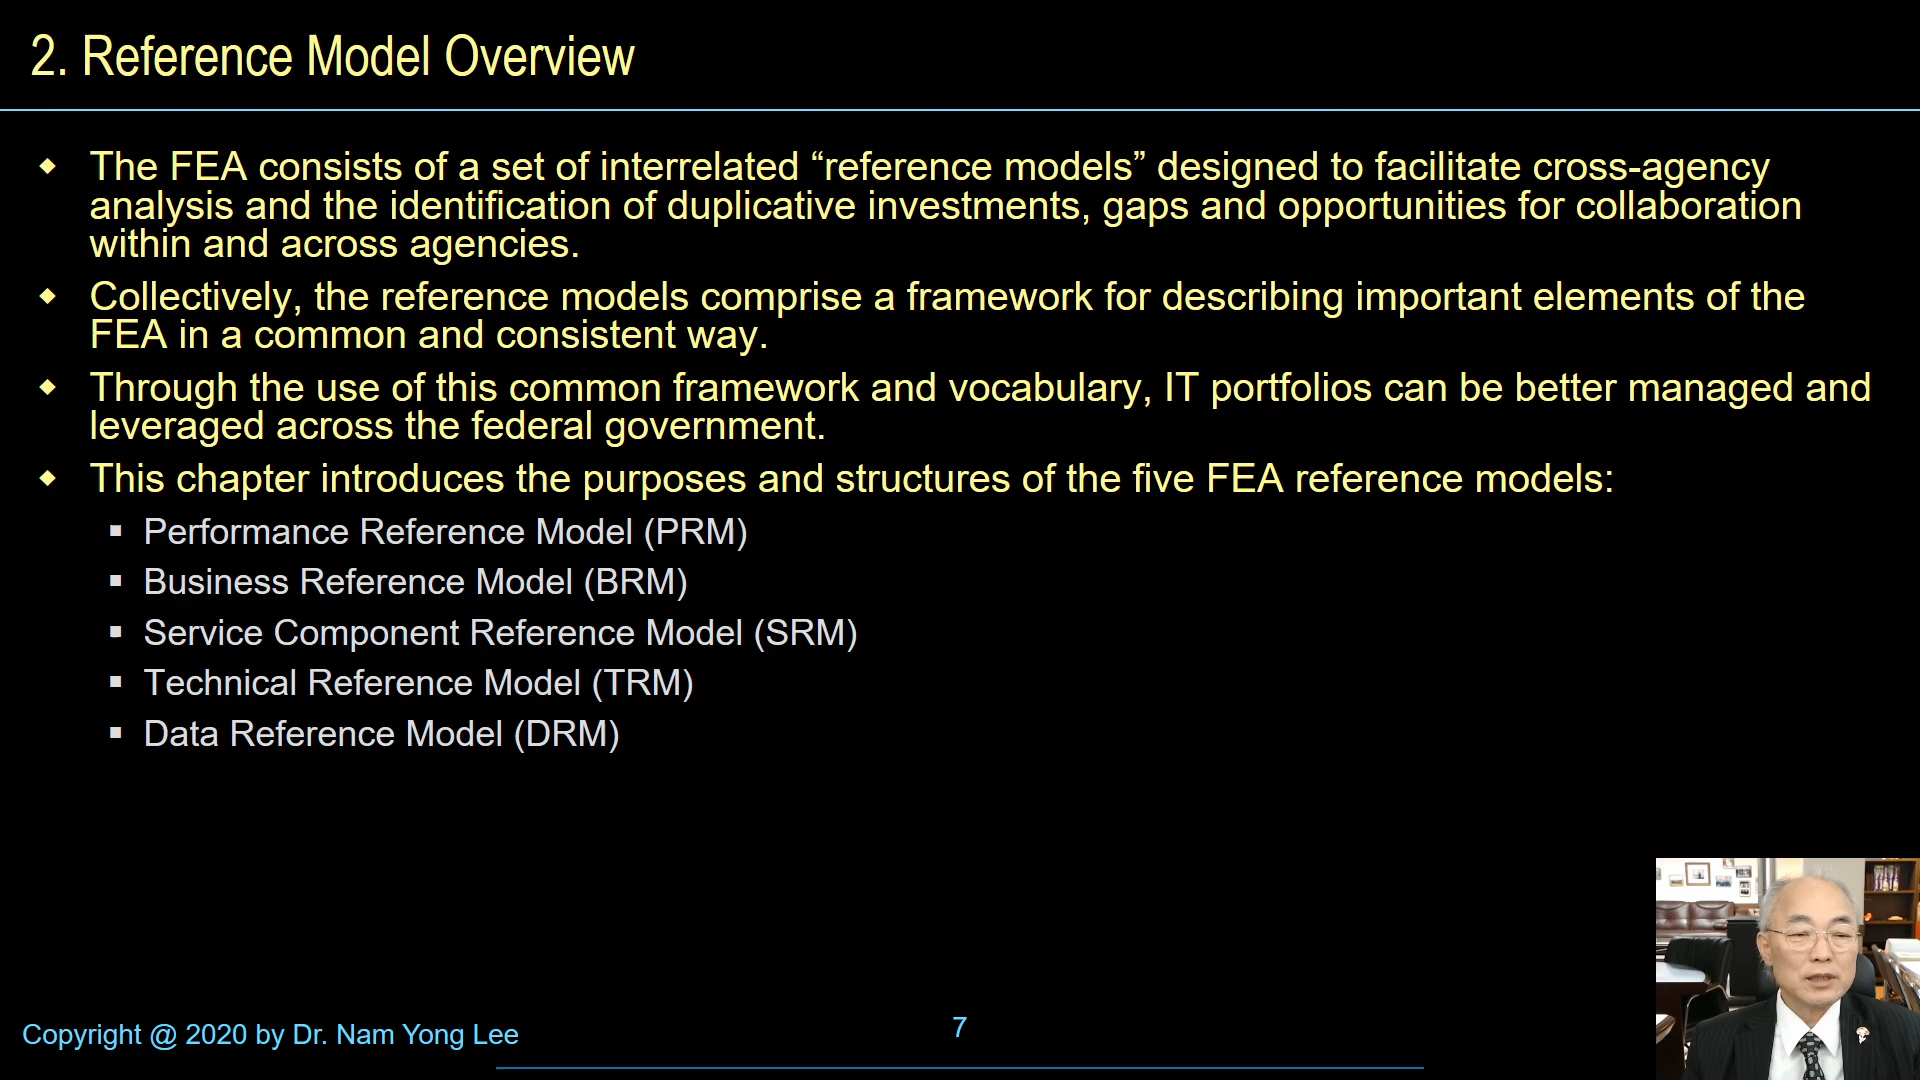 2. Reference Model Overview
The FEA consists of a set of interrelated “reference models” designed to facilitate cross-agency
analysis and the identification of duplicative investments, gaps and opportunities for collaboration
within and across agencies.
Collectively, the reference models comprise a framework for describing important elements of the
FEA in a common and consistent way.
Through the use of this common framework and vocabulary, IT portfolios can be better managed and
leveraged across the federal government.
This chapter introduces the purposes and structures of the five FEA reference models:
Performance Reference Model (PRM)
Business Reference Model (BRM)
Service Component Reference Model (SRM)
Technical Reference Model (TRM)
Data Reference Model (DRM)
Copyright @ 2020 by Dr. Nam Yong Lee
7